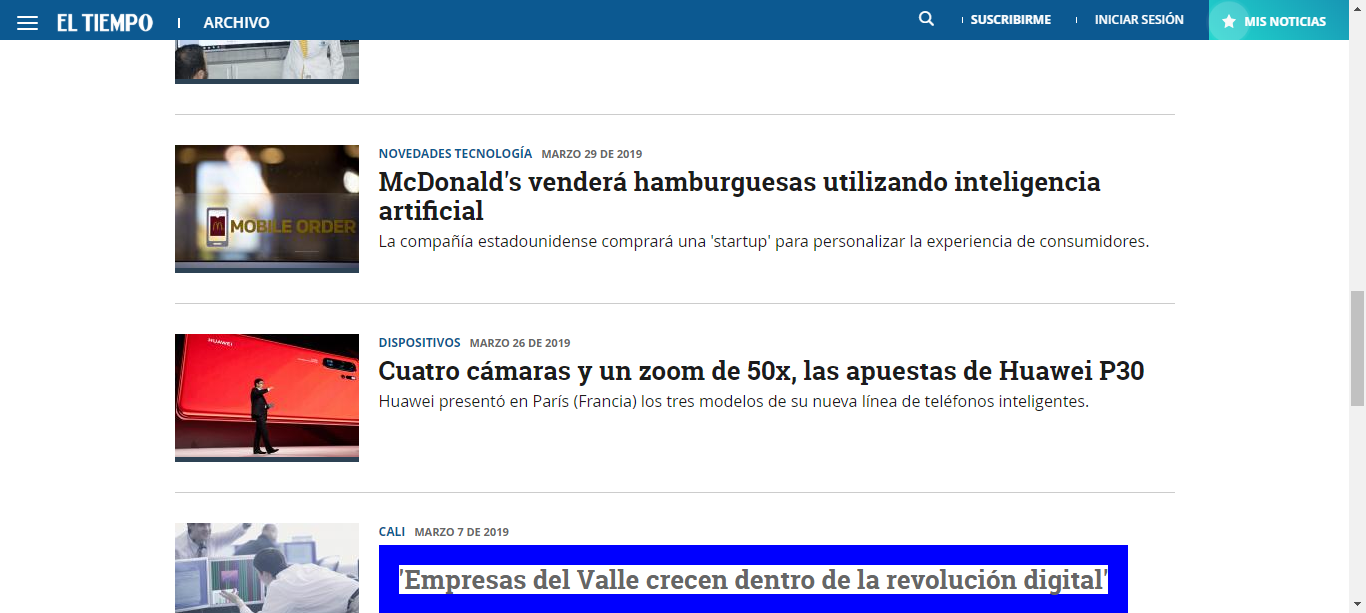 EL TIEMPO | ARCHIVO SUSCRIBIRME INICIAR SESIÓN MIS NOTICIAS
NOVEDADES TECNOLOGÍA MARZO 29 DE 2019
McDonald's venderá hamburguesas utilizando inteligencia
artificial
La compañía estadounidense comprará una 'startup' para personalizar la experiencia de consumidores.
MOBILE ORDER
DISPOSITIVOS MARZO 26 DE 2019
HUAWEI
Cuatro cámaras y un zoom de 50x, las apuestas de Huawei P30
Huawei presentó en París (Francia) los tres modelos de su nueva línea de teléfonos inteligentes.
CALI MARZO 7 DE 2019
'Empresas del Valle crecen dentro de la revolución digital'